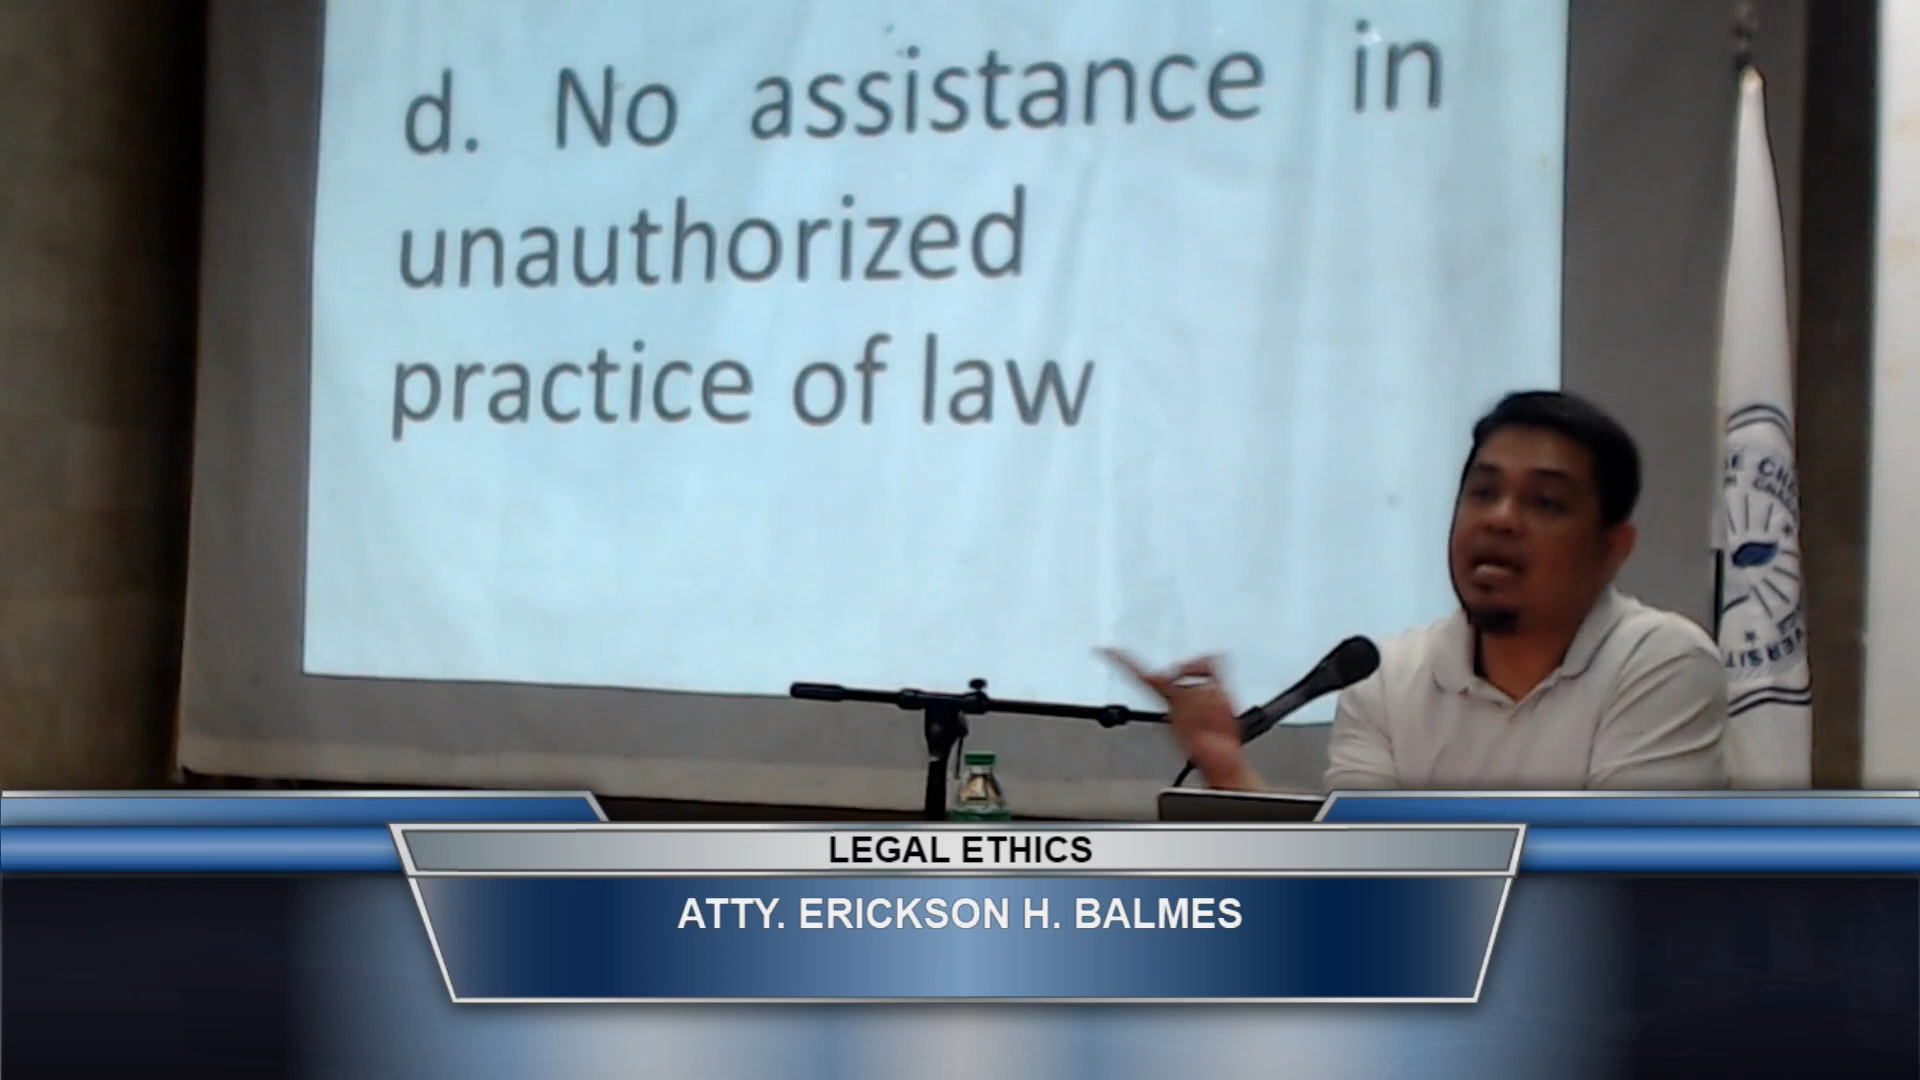 d. No assistance in
unauthorized
practice of law
LEGAL ETHICS
ATTY. ERICKSON H. BALMES